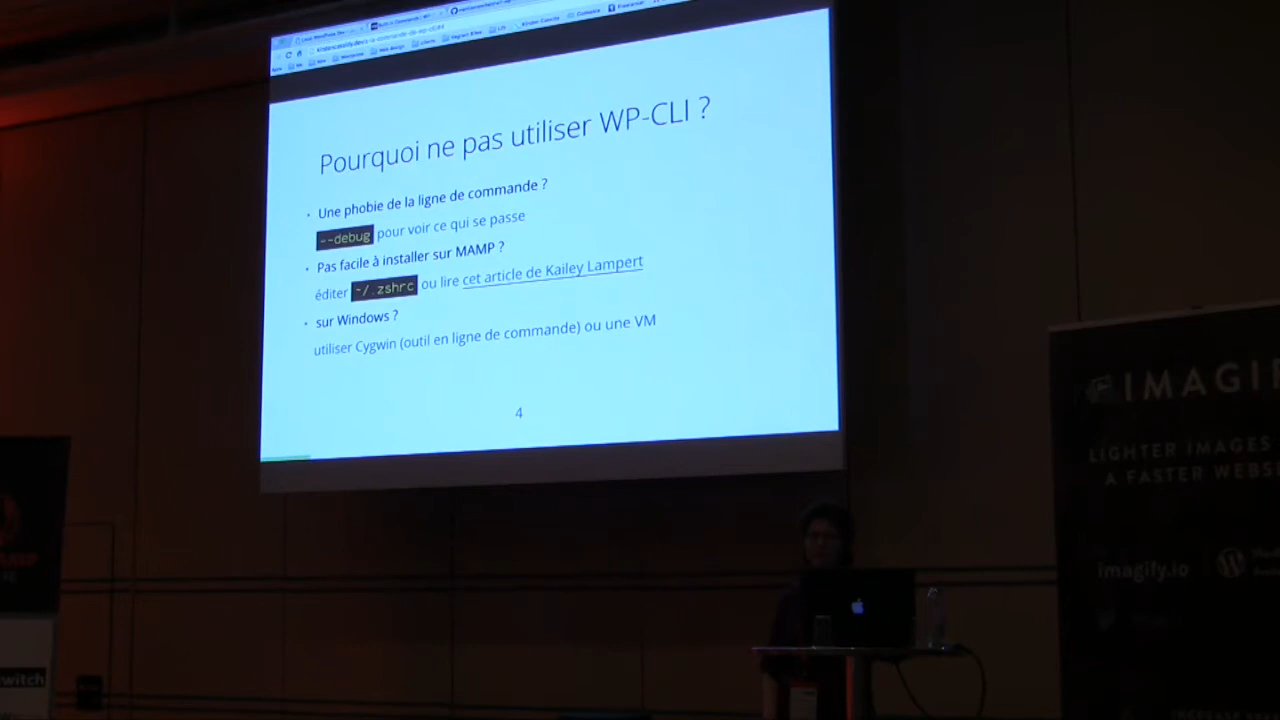 Pourquoi ne pas utiliser WP-CLI ?
• Une phobie de la ligne de commande ?
--debug pour voir ce qui se passe
• Pas facile à installer sur MAMP ?
éditer ~/.zshrc ou lire cet article de Kailey Lampert
• sur Windows ?
utiliser Cygwin (outil en ligne de commande) ou une VM
4
IMAGI
LIGHTER IMAGES
A FASTER WEBS
imagify.io
witch